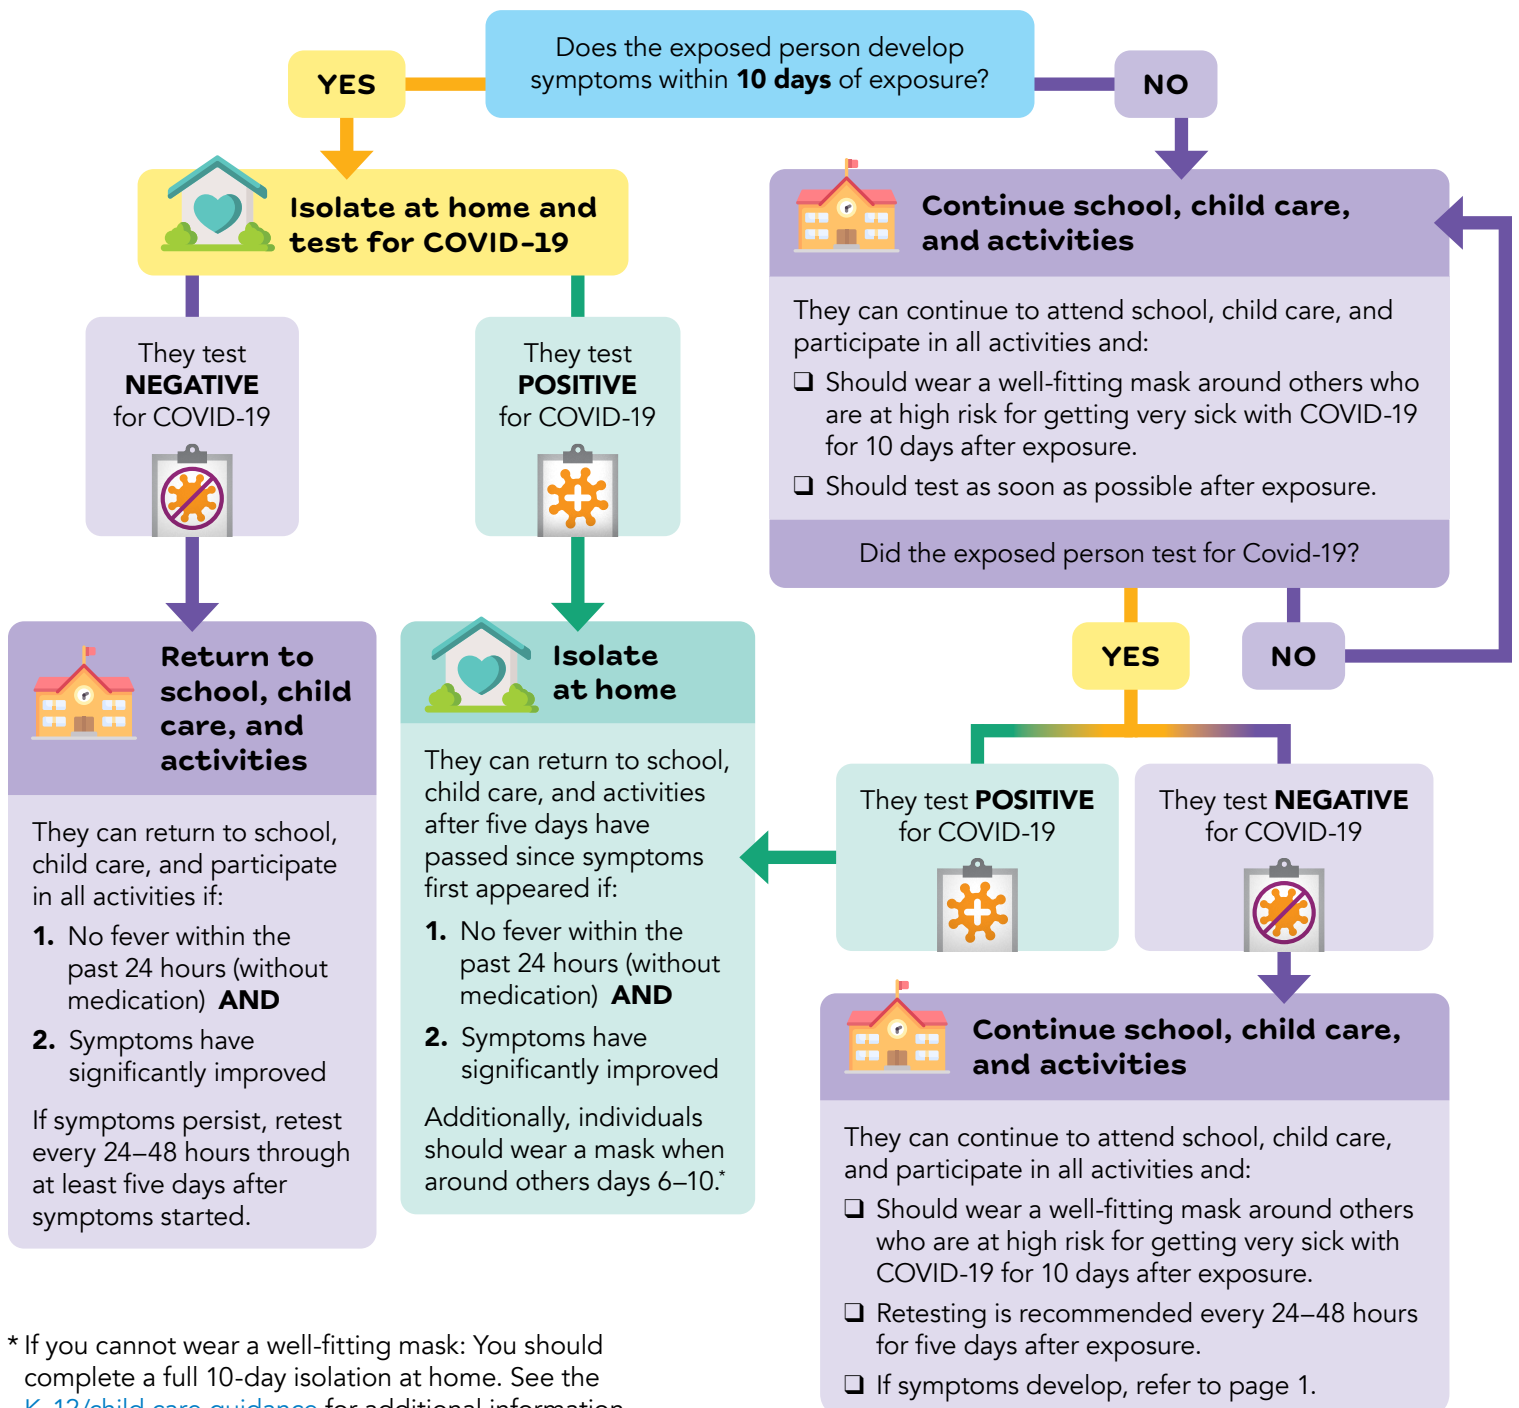 Does the exposed person develop
symptoms within 10 days of exposure?
YES
NO
Isolate at home and
test for COVID-19
They test
NEGATIVE
for COVID-19
They test
POSITIVE
for COVID-19
Return to
school, child
care, and
activities
They can return to school,
child care, and participate
in all activities if:
1. No fever within the
past 24 hours (without
medication) AND
2. Symptoms have
significantly improved
If symptoms persist, retest
every 24–48 hours through
at least five days after
symptoms started.
Isolate
at home
They can return to school,
child care, and activities
after five days have
passed since symptoms
first appeared if:
1. No fever within the
past 24 hours (without
medication) AND
2. Symptoms have
significantly improved
Additionally, individuals
should wear a mask when
around others days 6–10.*
Continue school, child care,
and activities
They can continue to attend school, child care, and
participate in all activities and:
❑ Should wear a well-fitting mask around others who
are at high risk for getting very sick with COVID-19
for 10 days after exposure.
❑ Should test as soon as possible after exposure.
Did the exposed person test for Covid-19?
YES
NO
They test POSITIVE
for COVID-19
They test NEGATIVE
for COVID-19
Continue school, child care,
and activities
They can continue to attend school, child care,
and participate in all activities and:
❑ Should wear a well-fitting mask around others
who are at high risk for getting very sick with
COVID-19 for 10 days after exposure.
❑ Retesting is recommended every 24–48 hours
for five days after exposure.
❑ If symptoms develop, refer to page 1.
* If you cannot wear a well-fitting mask: You should
complete a full 10-day isolation at home. See the
K-12/child care guidance for additional information